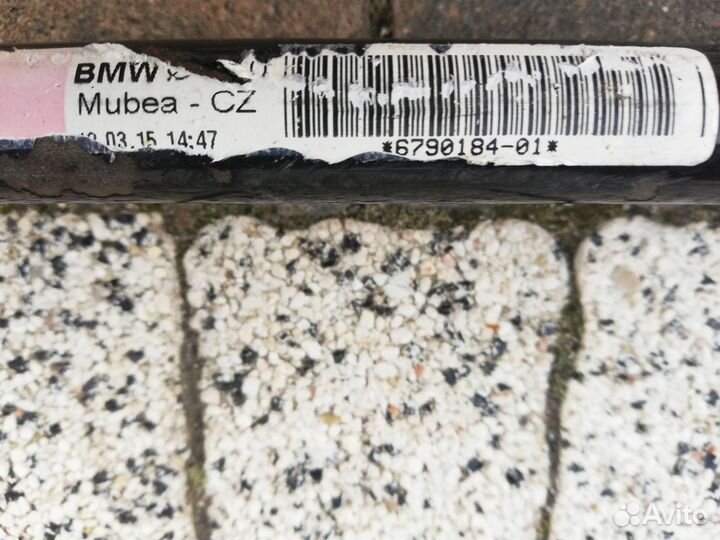 BMW
Mubea - CZ
03.15 14:47
*6790184-01*
Avito